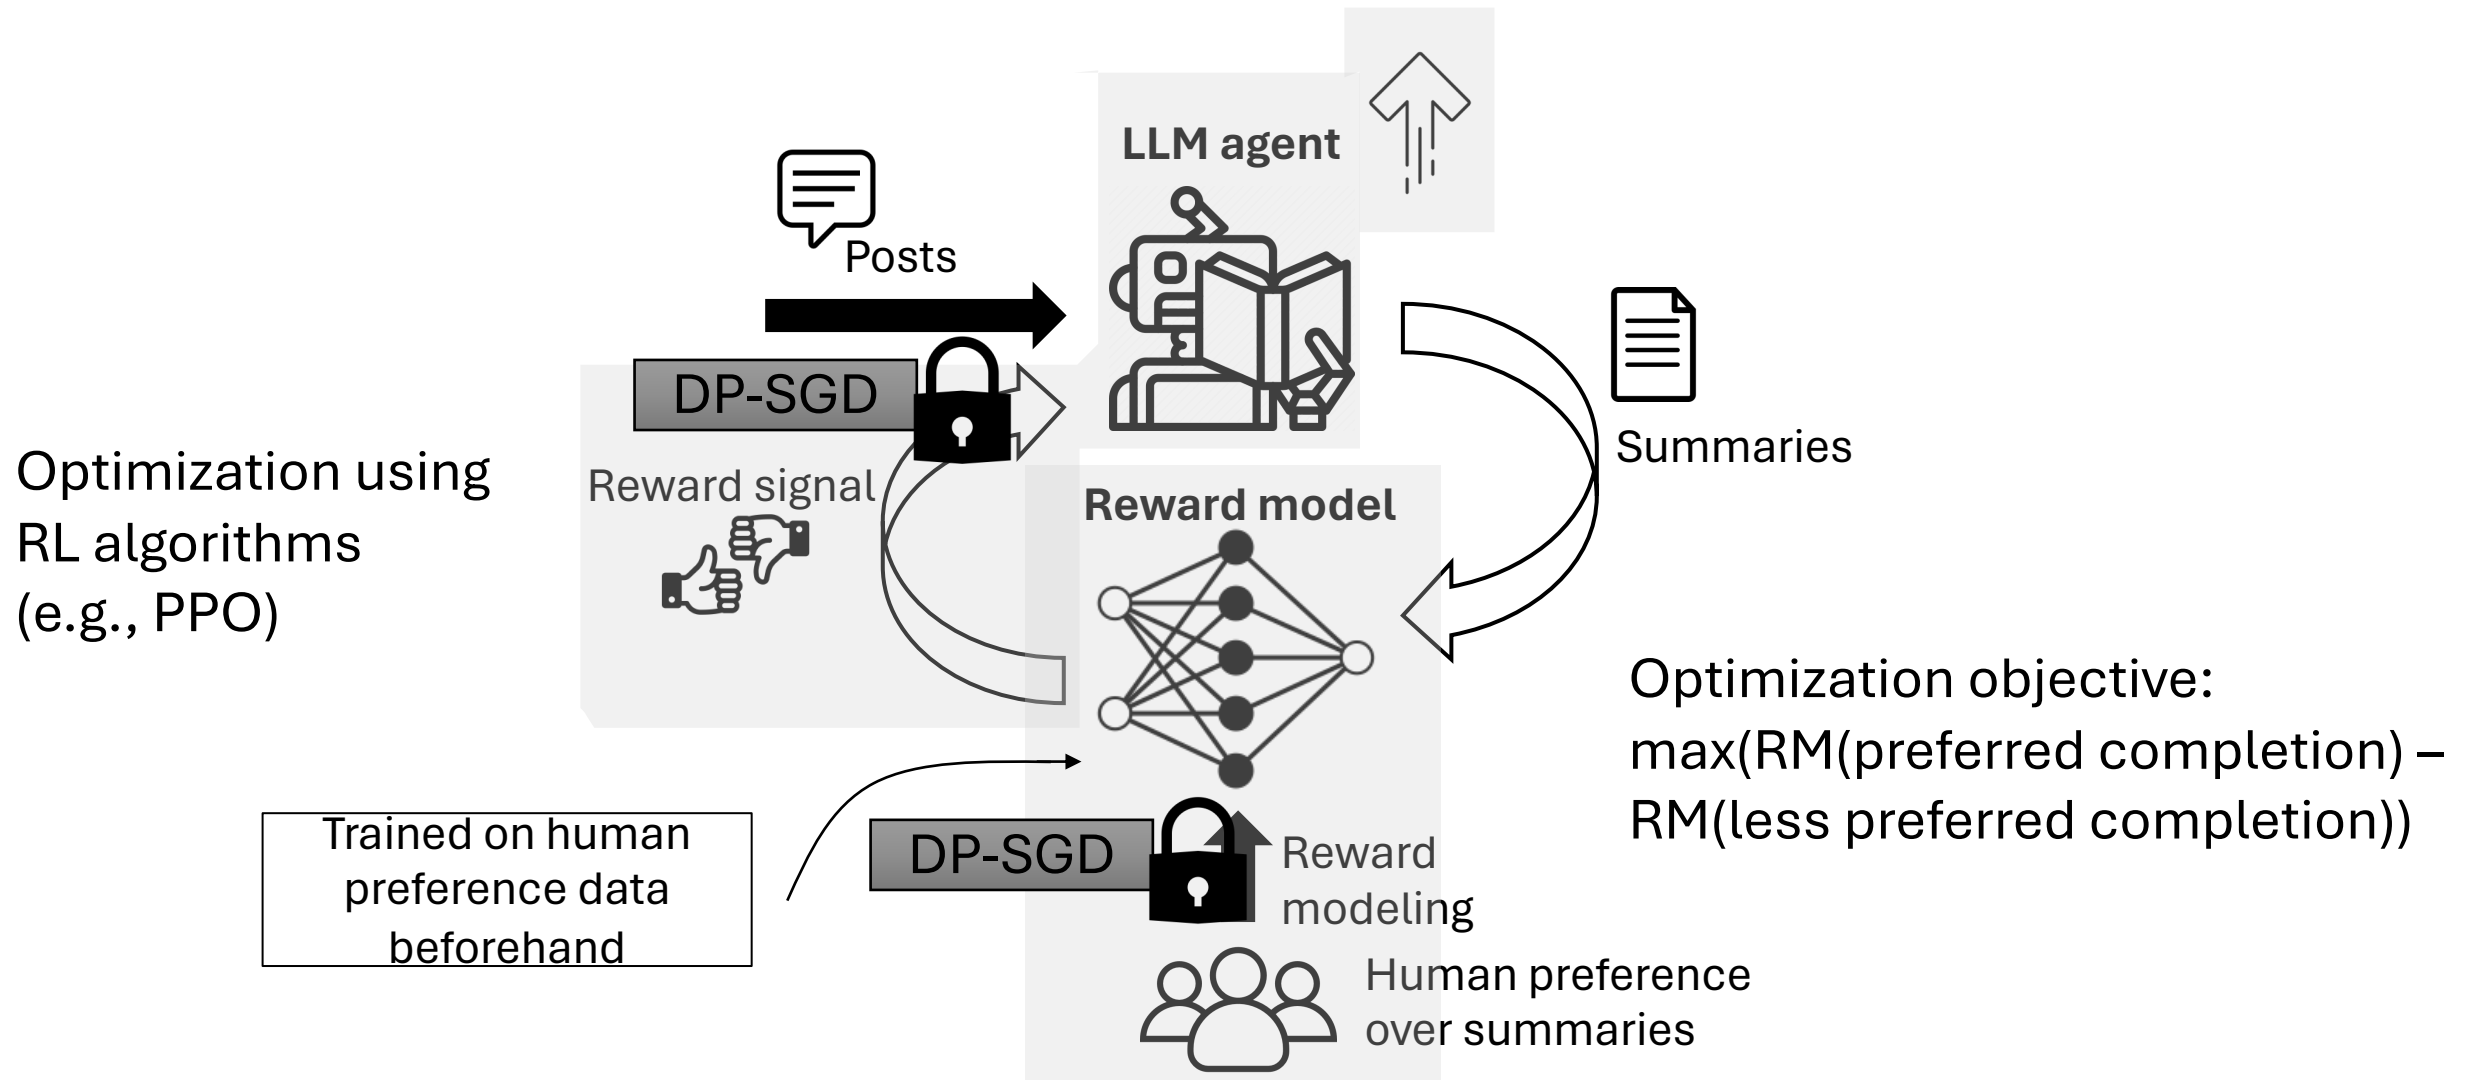 LLM agent
Posts
DP-SGD
Reward signal
Optimization using
RL algorithms
(e.g., PPO)
Summaries
Reward model
Optimization objective:
max(RM(preferred completion) –
RM(less preferred completion))
Trained on human
preference data
beforehand
DP-SGD
Reward
modeling
Human preference
over summaries